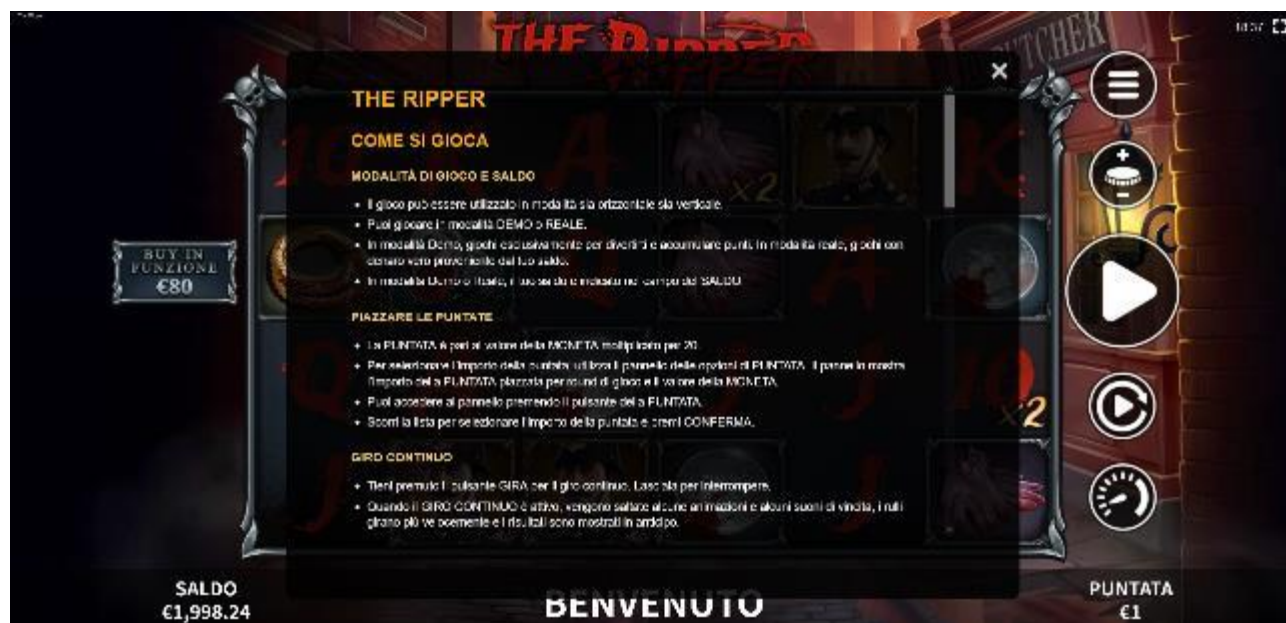 THE RIPPER
BUTCHER
THE RIPPER
COME SI GIOCA
MODALITÀ DI GIOCO E SALDO
• Il gioco può essere utilizzato in modalità sia orizzontale sia verticale.
• Puoi giocare in modalità DEMO o REALE.
• In modalità Demo, giochi esclusivamente per divertirti e accumulare punti. In modalità reale, giochi con
denaro vero proveniente dal tuo saldo.
• In modalità Demo o Reale, il tuo saldo è indicato nel campo del SALDO.
PIAZZARE LE PUNTATE
• La PUNTATA è pari al valore della MONETA moltiplicato per 20.
• Per selezionare l'importo della puntata, utilizza il pannello delle opzioni di PUNTATA. Il pannello mostra
l'importo della PUNTATA piazzata per round di gioco e il valore della MONETA.
• Puoi accedere al pannello premendo il pulsante della PUNTATA.
• Scorri la lista per selezionare l'importo della puntata e premi CONFERMA.
GIRO CONTINUO
• Tieni premuto il pulsante GIRA per il giro continuo. Lascialo per interrompere.
• Quando il GIRO CONTINUO è attivo, vengono saltate alcune animazioni e alcuni suoni di vincita, i rulli
girano più velocemente e i risultati sono mostrati in anticipo.
BUY IN
FUNZIONE
€80
10
A
x2
K
Q
A
J
J
10
x2
J
J
SALDO
€1,998.24
BENVENUTO
PUNTATA
€1